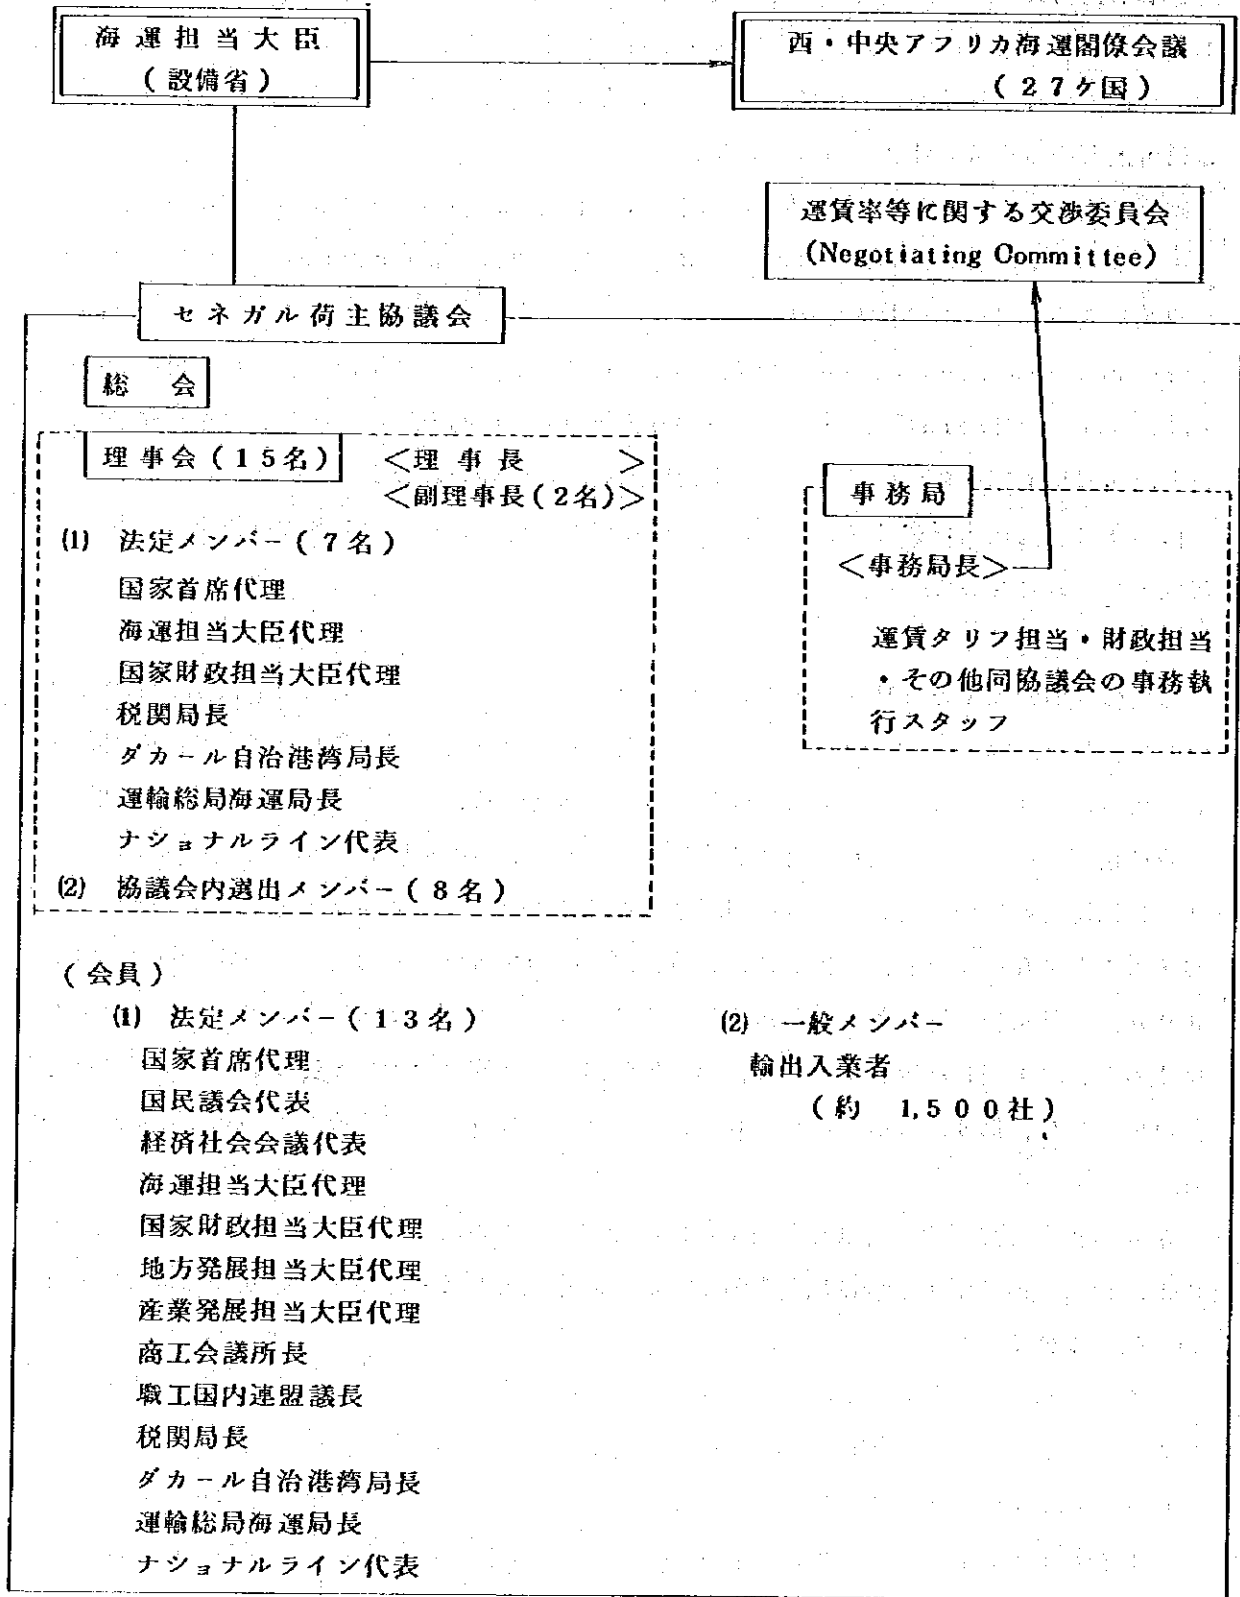 海運担当大臣
(設備省)
西・中央アフリカ海運閣僚会議
(27ケ国)
運賃率等に関する交渉委員会
(Negotiating Committee)
セネガル荷主協議会
総 会
理事会(15名)
<理事長>
<副理事長(2名)>
(1) 法定メンバー(7名)
国家首席代理
海運担当大臣代理
国家財政担当大臣代理
税関局長
ダカール自治港湾局長
運輸総局海運局長
ナショナルライン代表
(2) 協議会内選出メンバー(8名)
事務局
<事務局長>
運賃タリフ担当・財政担当
・その他同協議会の事務執
行スタッフ
(会員)
(1) 法定メンバー(13名)
国家首席代理
国民議会代表
経済社会会議代表
海運担当大臣代理
国家財政担当大臣代理
地方発展担当大臣代理
産業発展担当大臣代理
商工会議所長
職工国内連盟議長
税関局長
ダカール自治港湾局長
運輸総局海運局長
ナショナルライン代表
(2) 一般メンバー
輸出入業者
(約 1,500社)